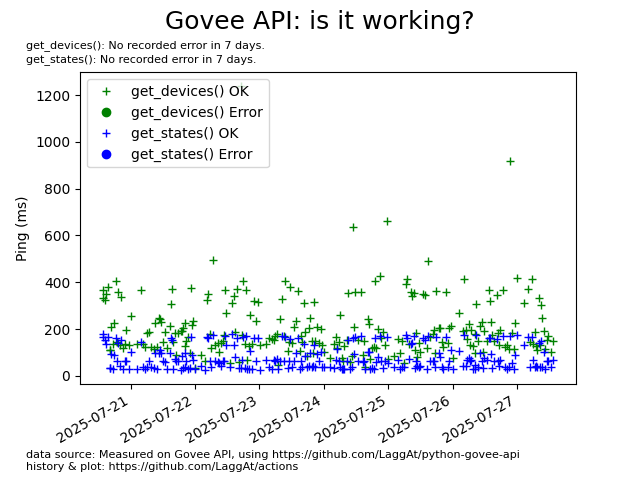 Govee API: is it working?
get_devices(): No recorded error in 7 days.
get_states(): No recorded error in 7 days.
get_devices() OK
get_devices() Error
get_states() OK
get_states() Error
Ping (ms)
1200
1000
800
600
400
200
0
2025-07-21
2025-07-22
2025-07-23
2025-07-24
2025-07-25
2025-07-26
2025-07-27
data source: Measured on Govee API, using https://github.com/LaggAt/python-govee-api
history & plot: https://github.com/LaggAt/actions